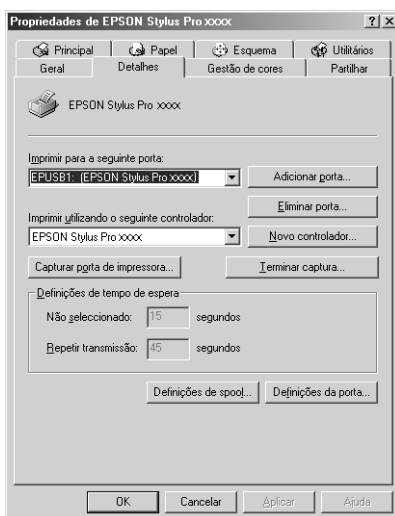 Propriedades de EPSON Stylus Pro xxxx
Principal Papel Esquema Utilitários
Geral Detalhes Gestão de cores Partilhar
EPSON Stylus Pro xxxx
Imprimir para a seguinte porta:
EPUSB1: (EPSON Stylus Pro xxxx) Adicionar porta...
Eliminar porta...
Imprimir utilizando o seguinte controlador:
EPSON Stylus Pro xxxx Novo controlador...
Capturar porta de impressora... Terminar captura...
Definições de tempo de espera
Não seleccionado: 15 segundos
Repetir transmissão: 45 segundos
Definições de spool... Definições da porta...
OK Cancelar Aplicar Ajuda